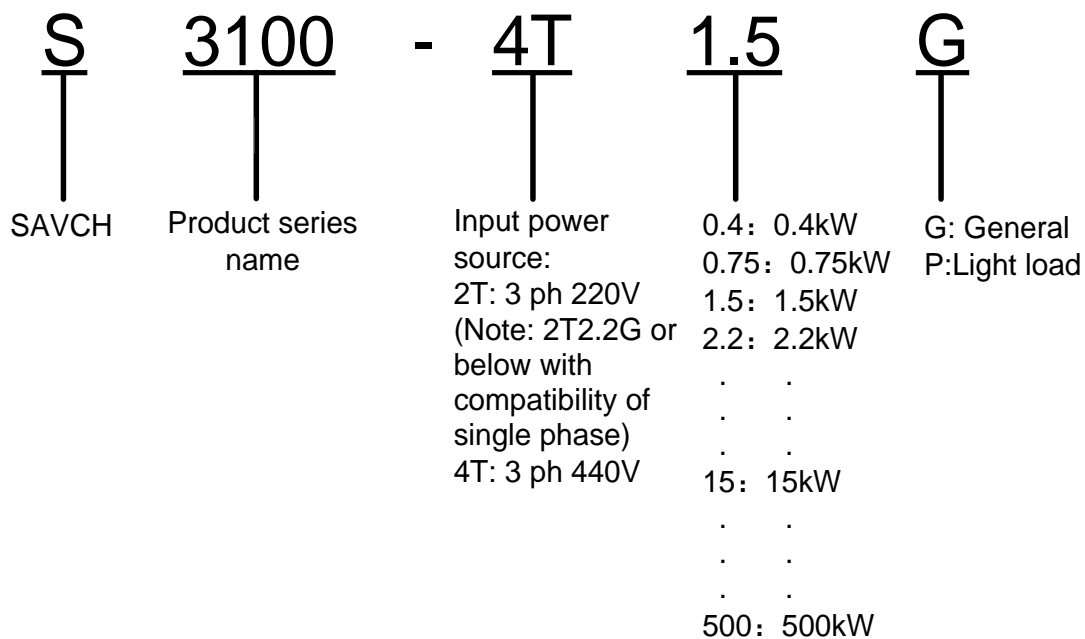 S 3100 - 4T 1.5 G
SAVCH
Product series
name
Input power
source:
2T: 3 ph 220V
(Note: 2T2.2G or
below with
compatibility of
single phase)
4T: 3 ph 440V
0.4：0.4kW
0.75：0.75kW
1.5：1.5kW
2.2：2.2kW
. .
. .
. .
15：15kW
. .
. .
. .
500：500kW
G: General
P:Light load